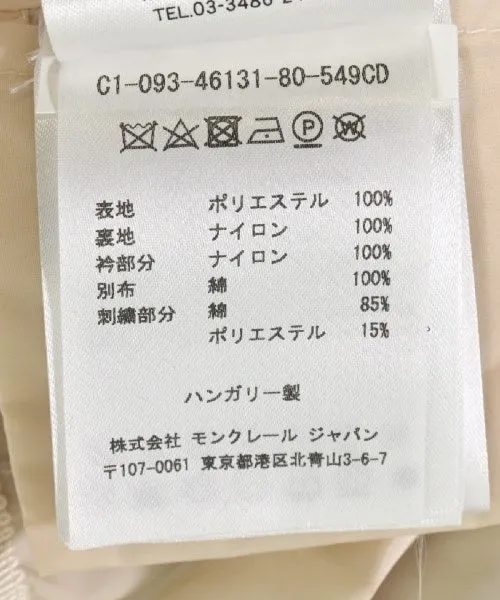 TEL.03-3486-2
C1-093-46131-80-549CD
P
W
表地 ポリエステル 100%
裏地 ナイロン 100%
衿部分 ナイロン 100%
別布 綿 100%
刺繍部分 綿 85%
ポリエステル 15%
ハンガリー製
株式会社 モンクレール ジャパン
〒107-0061 東京都港区北青山3-6-7